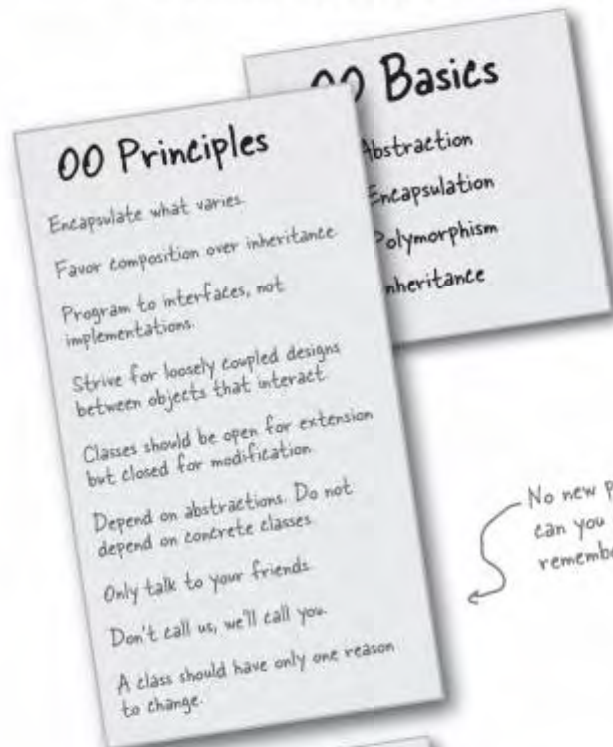 OO Basics
Abstraction
Encapsulation
Polymorphism
Inheritance
OO Principles
Encapsulate what varies.
Favor composition over inheritance.
Program to interfaces, not
implementations.
Strive for loosely coupled designs
between objects that interact.
Classes should be open for extension
but closed for modification.
Depend on abstractions. Do not
depend on concrete classes.
Only talk to your friends.
Don't call us, we'll call you.
A class should have only one reason
to change.
No new
can you